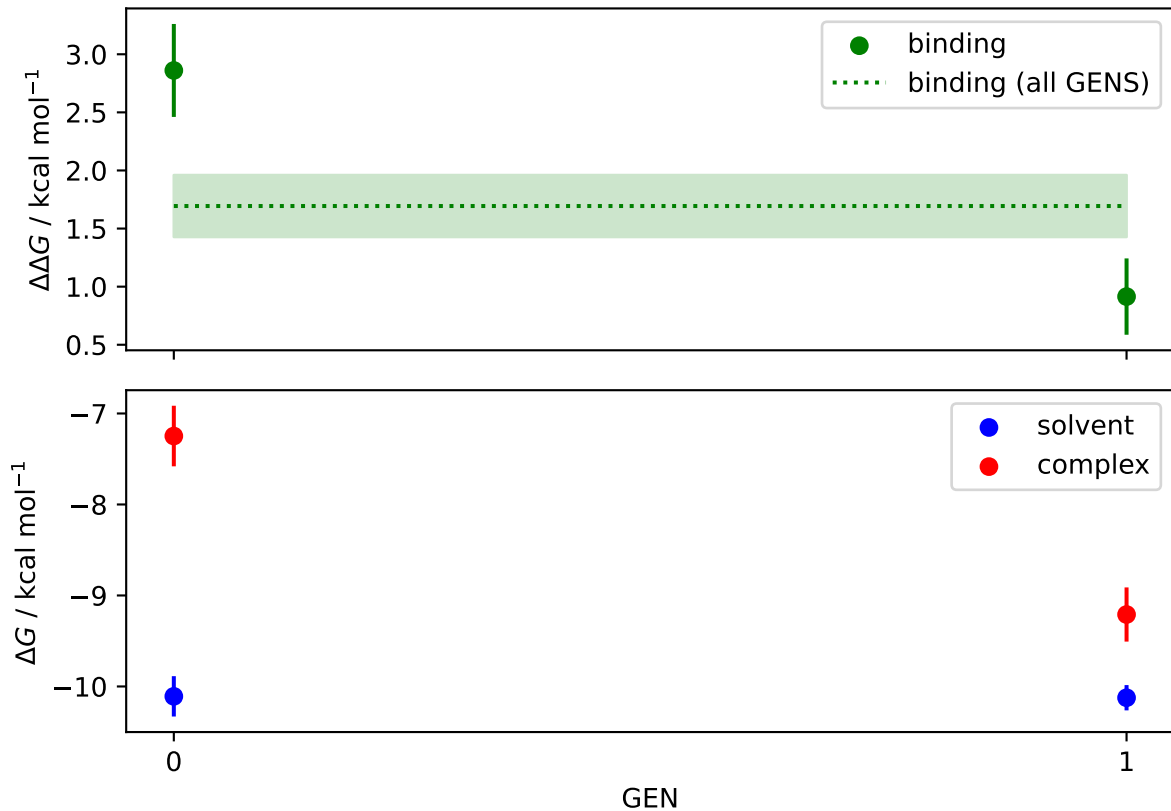 3.0
2.5
2.0
1.5
1.0
0.5
ΔΔG / kcal mol⁻¹
binding
binding (all GENS)
−7
−8
−9
−10
ΔG / kcal mol⁻¹
solvent
complex
0
1
GEN